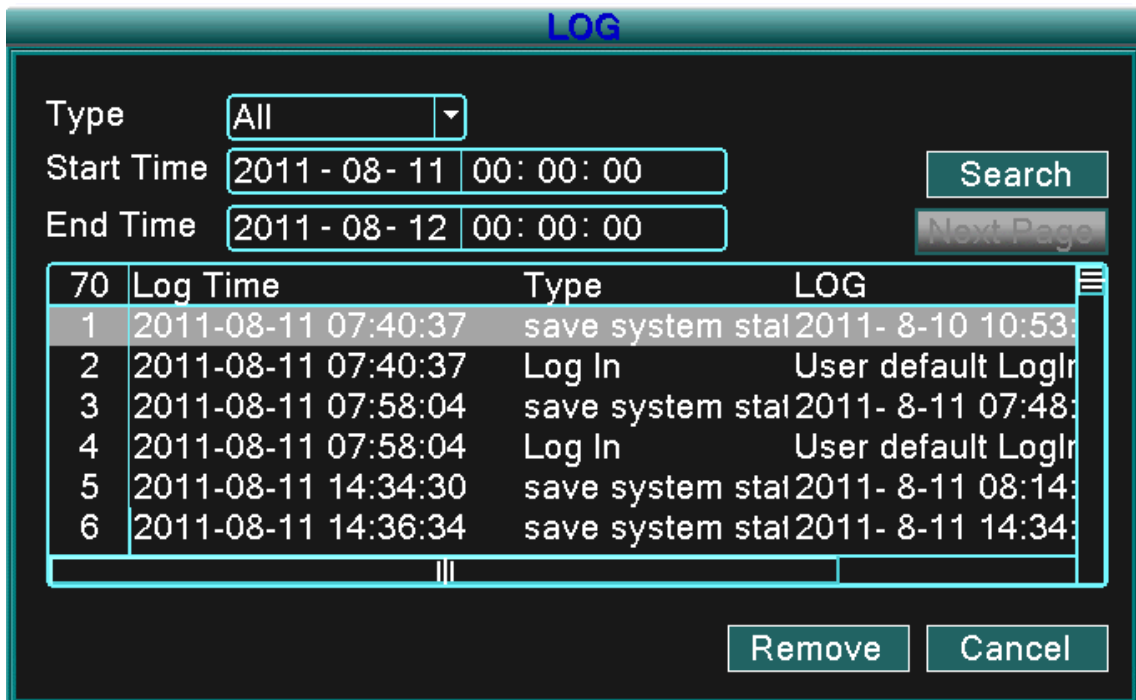 LOG
Type All
Start Time 2011 - 08- 11 00: 00: 00
Search
End Time 2011 - 08- 12 00: 00: 00
Next Page
70 Log Time Type LOG
1 2011-08-11 07:40:37 save system stat 2011- 8-10 10:53:
2 2011-08-11 07:40:37 Log In User default LogIn
3 2011-08-11 07:58:04 save system stat 2011- 8-11 07:48:
4 2011-08-11 07:58:04 Log In User default LogIn
5 2011-08-11 14:34:30 save system stat 2011- 8-11 08:14:
6 2011-08-11 14:36:34 save system stat 2011- 8-11 14:34:
Remove Cancel